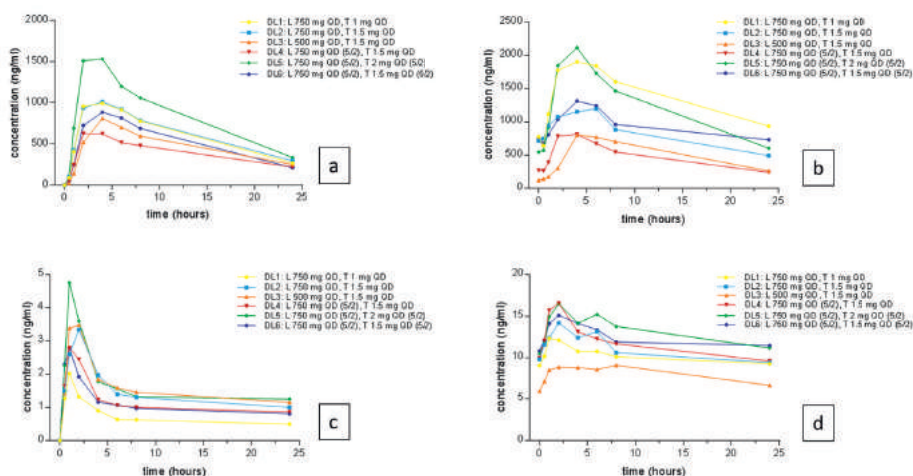 DL1: L 750 mg QD, T 1 mg QD
DL2: L 750 mg QD, T 1.5 mg QD
DL3: L 500 mg QD, T 1.5 mg QD
DL4: L 750 mg QD (5/2), T 1.5 mg QD
DL5: L 750 mg QD (5/2), T 2 mg QD (5/2)
DL6: L 750 mg QD (5/2), T 1.5 mg QD (5/2)
concentration (ng/ml)
2000
1500
1000
500
0
0 5 10 15 20 25
time (hours)
a
DL1: L 750 mg QD, T 1 mg QD
DL2: L 750 mg QD, T 1.5 mg QD
DL3: L 500 mg QD, T 1.5 mg QD
DL4: L 750 mg QD (5/2), T 1.5 mg QD
DL5: L 750 mg QD (5/2), T 2 mg QD (5/2)
DL6: L 750 mg QD (5/2), T 1.5 mg QD (5/2)
concentration (ng/ml)
2500
2000
1500
1000
500
0
0 5 10 15 20 25
time (hours)
b
DL1: L 750 mg QD, T 1 mg QD
DL2: L 750 mg QD, T 1.5 mg QD
DL3: L 500 mg QD, T 1.5 mg QD
DL4: L 750 mg QD (5/2), T 1.5 mg QD
DL5: L 750 mg QD (5/2), T 2 mg QD (5/2)
DL6: L 750 mg QD (5/2), T 1.5 mg QD (5/2)
concentration (ng/ml)
5
4
3
2
1
0
0 5 10 15 20 25
time (hours)
c
DL1: L 750 mg QD, T 1 mg QD
DL2: L 750 mg QD, T 1.5 mg QD
DL3: L 500 mg QD, T 1.5 mg QD
DL4: L 750 mg QD (5/2), T 1.5 mg QD
DL5: L 750 mg QD (5/2), T 2 mg QD (5/2)
DL6: L 750 mg QD (5/2), T 1.5 mg QD (5/2)
concentration (ng/ml)
20
15
10
5
0
0 5 10 15 20 25
time (hours)
d